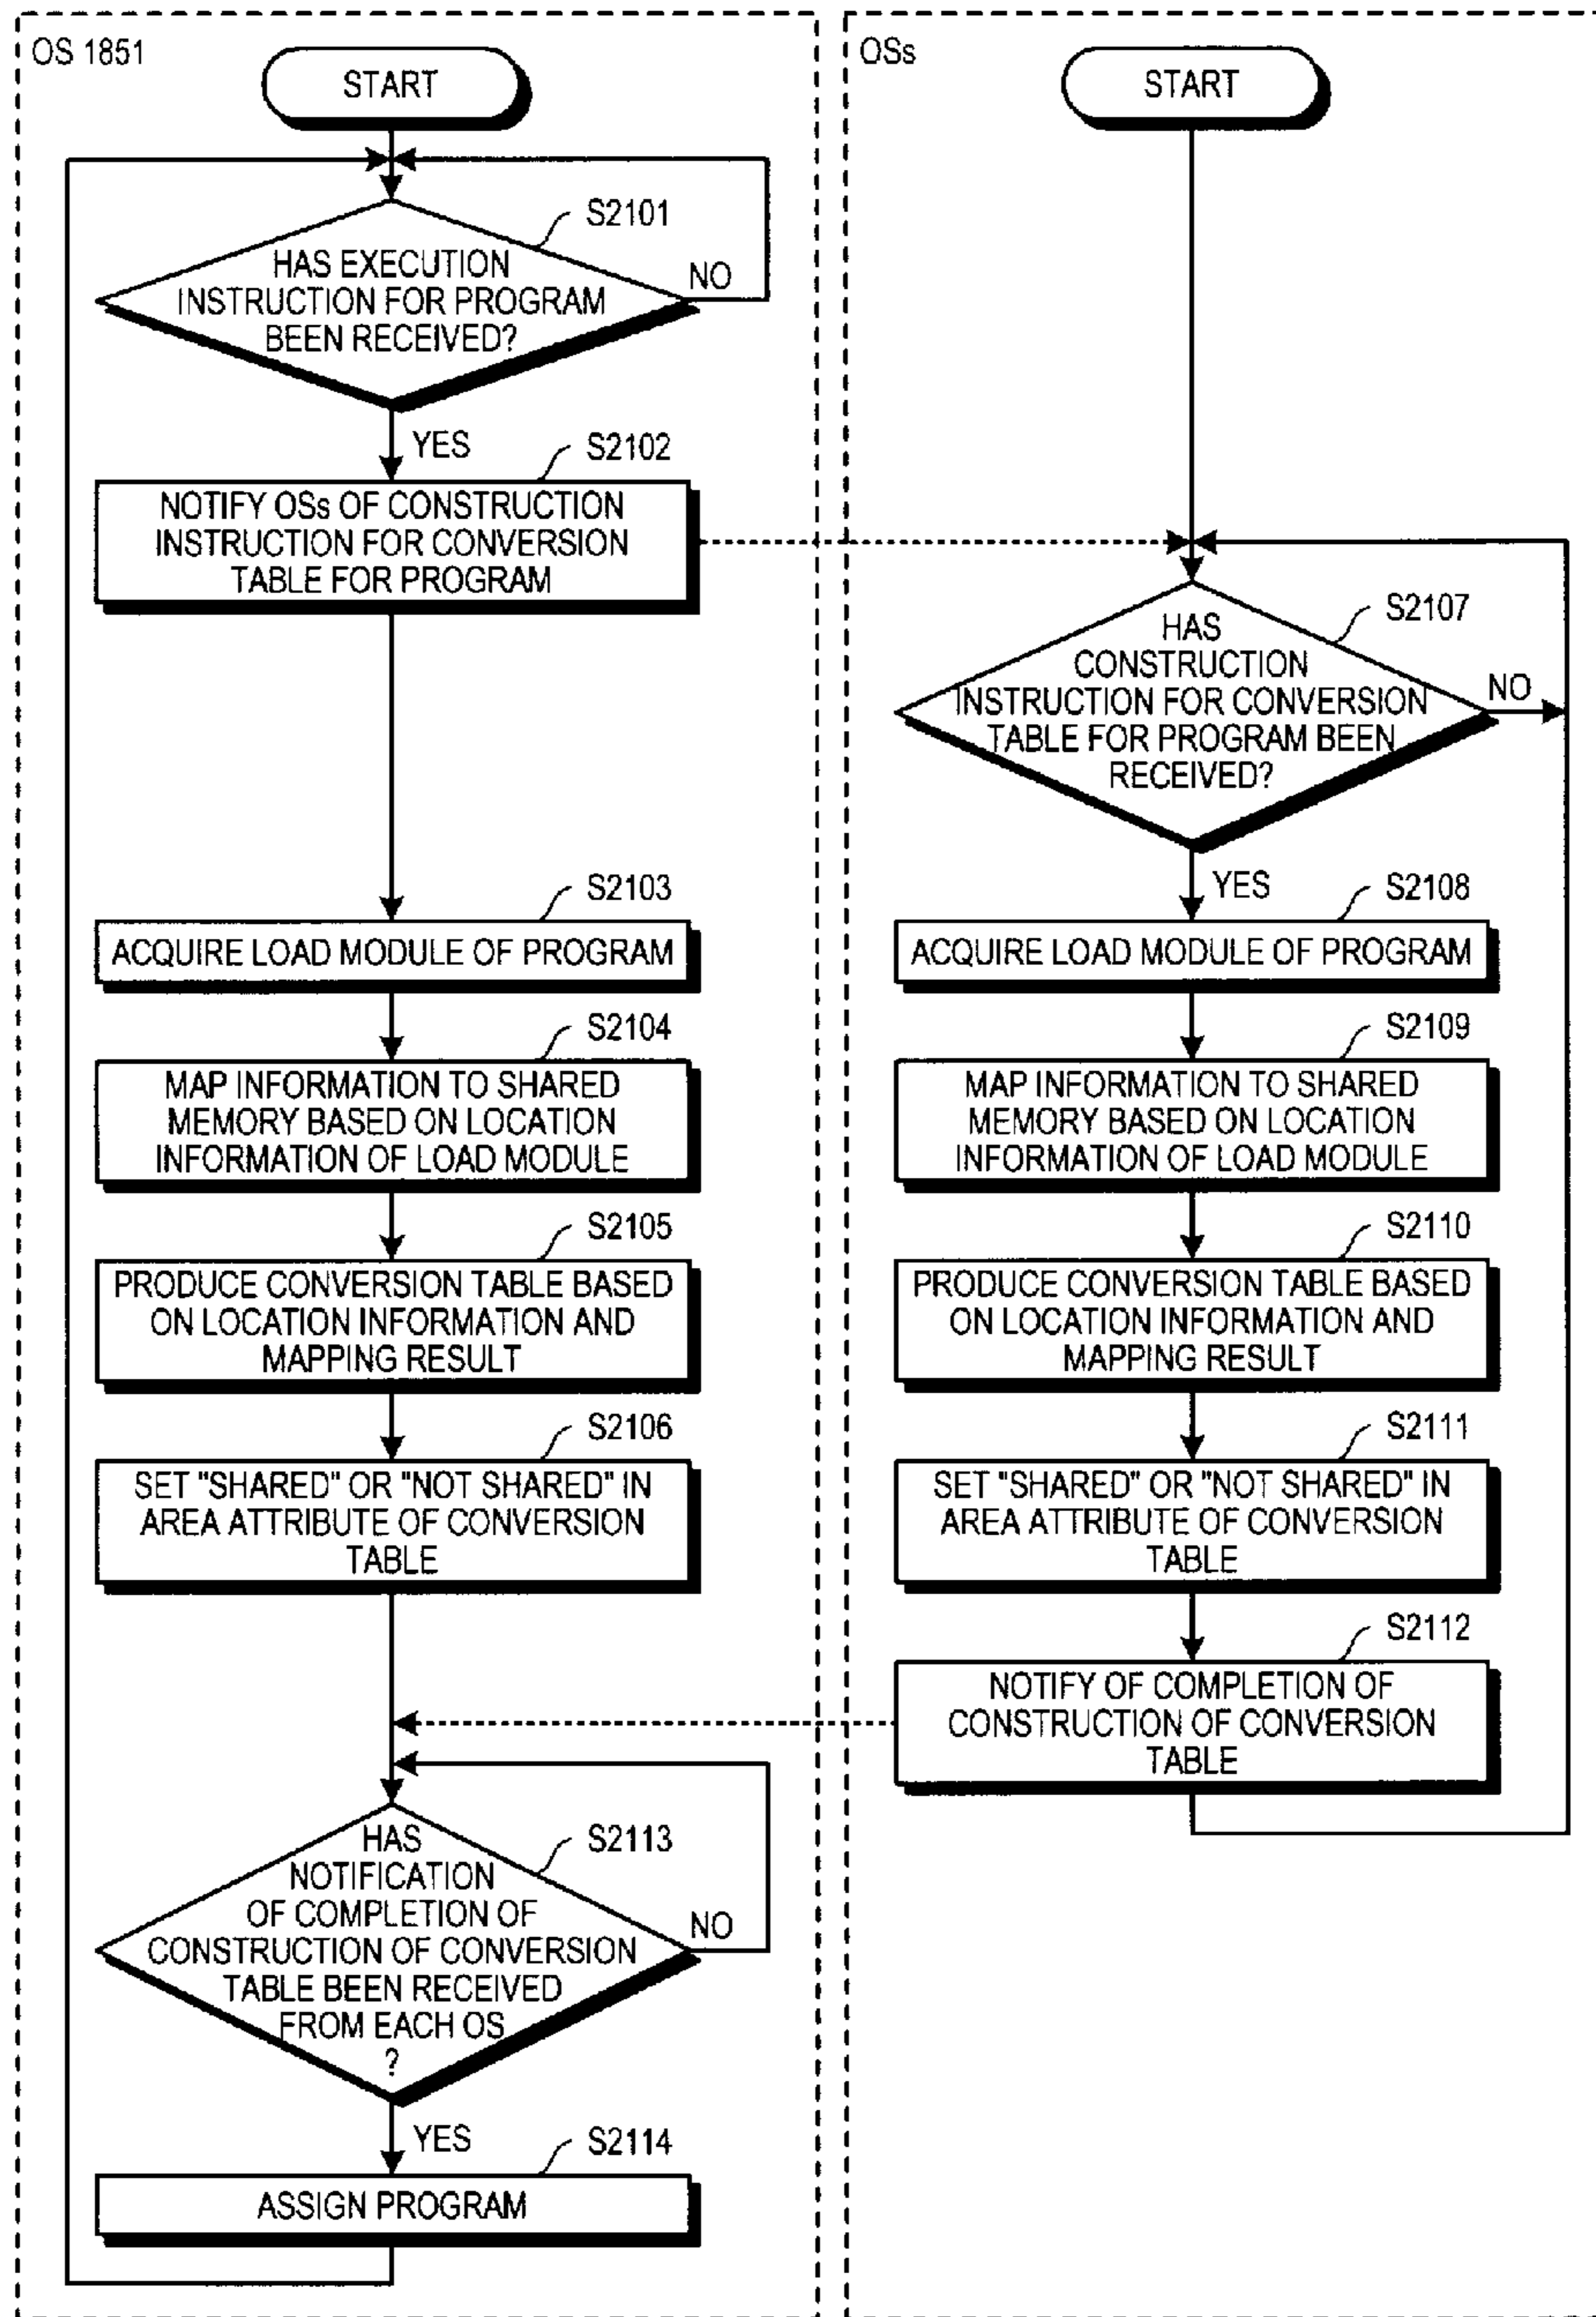 OS 1851
START
S2101
HAS EXECUTION
INSTRUCTION FOR PROGRAM
BEEN RECEIVED?
NO
YES
S2102
NOTIFY OSs OF CONSTRUCTION
INSTRUCTION FOR CONVERSION
TABLE FOR PROGRAM
S2103
ACQUIRE LOAD MODULE OF PROGRAM
S2104
MAP INFORMATION TO SHARED
MEMORY BASED ON LOCATION
INFORMATION OF LOAD MODULE
S2105
PRODUCE CONVERSION TABLE BASED
ON LOCATION INFORMATION AND
MAPPING RESULT
S2106
SET "SHARED" OR "NOT SHARED" IN
AREA ATTRIBUTE OF CONVERSION
TABLE
S2113
HAS
NOTIFICATION
OF COMPLETION OF
CONSTRUCTION OF CONVERSION
TABLE BEEN RECEIVED
FROM EACH OS
?
NO
YES
S2114
ASSIGN PROGRAM
OSs
START
S2107
HAS
CONSTRUCTION
INSTRUCTION FOR CONVERSION
TABLE FOR PROGRAM BEEN
RECEIVED?
NO
YES
S2108
ACQUIRE LOAD MODULE OF PROGRAM
S2109
MAP INFORMATION TO SHARED
MEMORY BASED ON LOCATION
INFORMATION OF LOAD MODULE
S2110
PRODUCE CONVERSION TABLE BASED
ON LOCATION INFORMATION AND
MAPPING RESULT
S2111
SET "SHARED" OR "NOT SHARED" IN
AREA ATTRIBUTE OF CONVERSION
TABLE
S2112
NOTIFY OF COMPLETION OF
CONSTRUCTION OF CONVERSION
TABLE